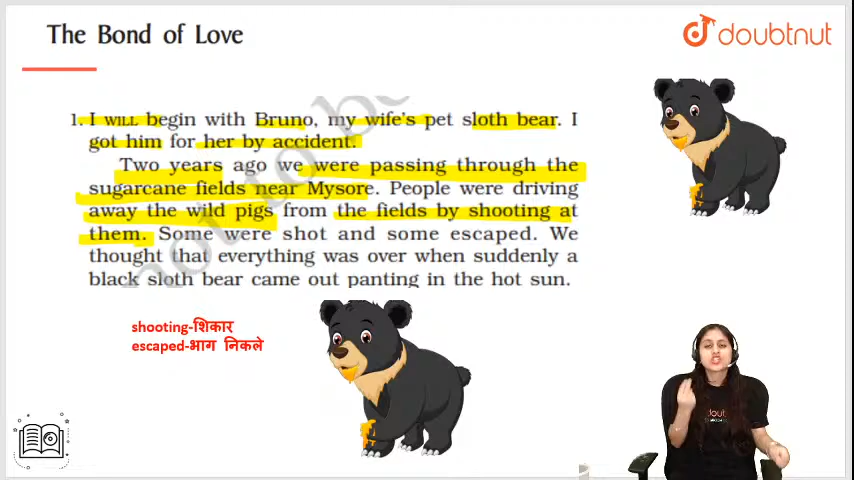 The Bond of Love
doubtnut
1. I WILL begin with Bruno, my wife's pet sloth bear. I
got him for her by accident.
Two years ago we were passing through the
sugarcane fields near Mysore. People were driving
away the wild pigs from the fields by shooting at
them. Some were shot and some escaped. We
thought that everything was over when suddenly a
black sloth bear came out panting in the hot sun.
not to be
shooting-शिकार
escaped-भाग निकले